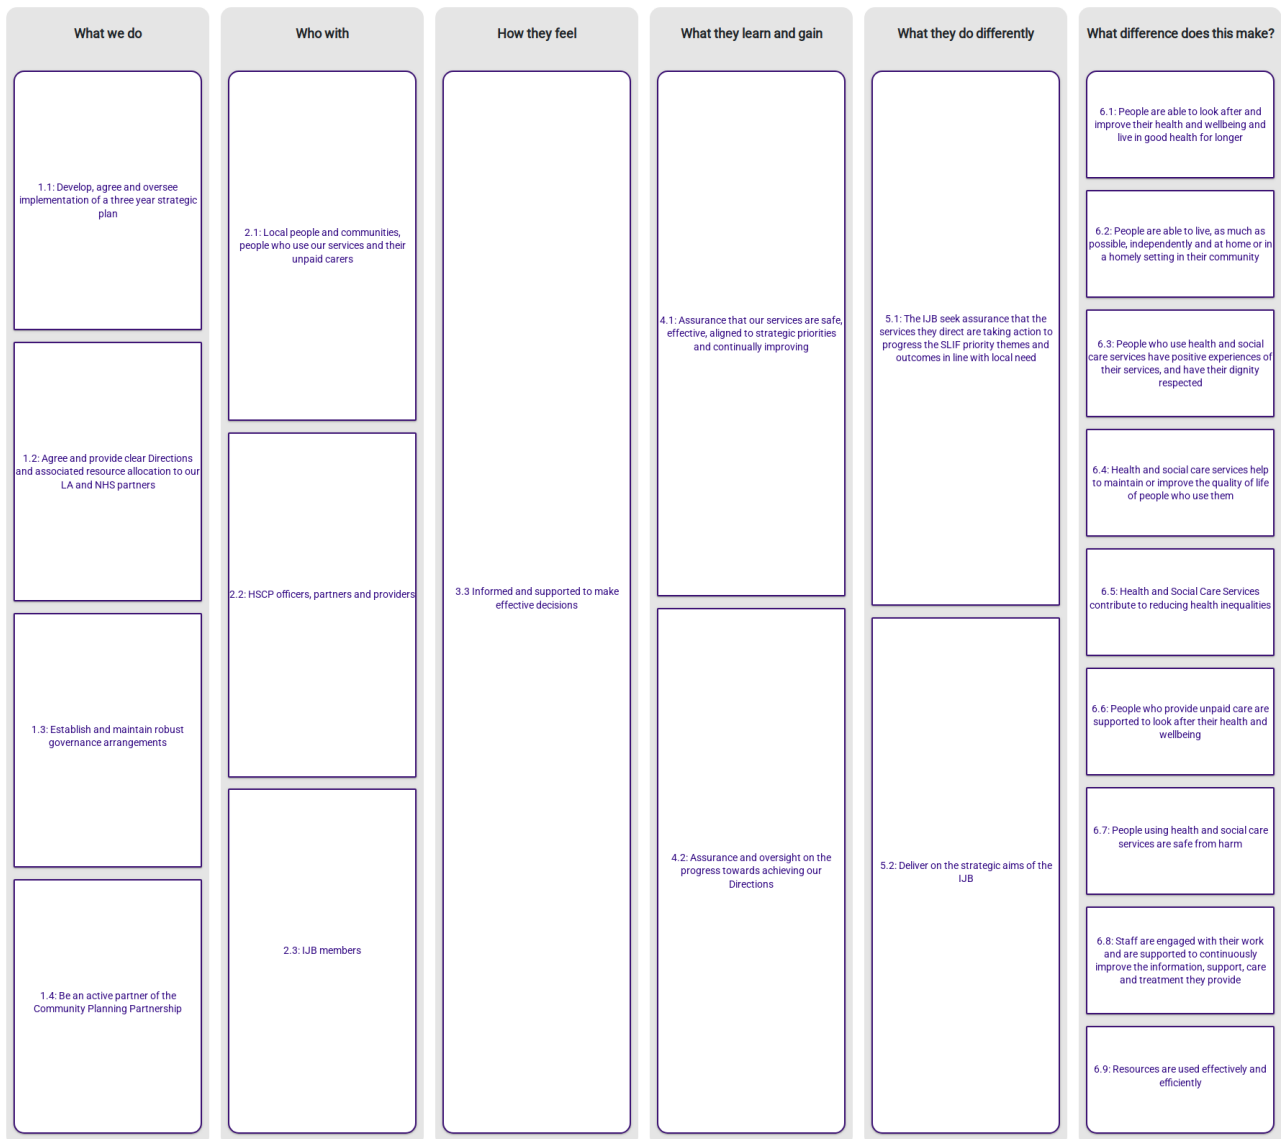 What we do
1.1: Develop, agree and oversee
implementation of a three year strategic
plan
1.2: Agree and provide clear Directions
and associated resource allocation to our
LA and NHS partners
1.3: Establish and maintain robust
governance arrangements
1.4: Be an active partner of the
Community Planning Partnership
Who with
2.1: Local people and communities,
people who use our services and their
unpaid carers
2.2: HSCP officers, partners and providers
2.3: IJB members
How they feel
3.3 Informed and supported to make
effective decisions
What they learn and gain
4.1: Assurance that our services are safe,
effective, aligned to strategic priorities
and continually improving
4.2: Assurance and oversight on the
progress towards achieving our
Directions
What they do differently
5.1: The IJB seek assurance that the
services they direct are taking action to
progress the SLIF priority themes and
outcomes in line with local need
5.2: Deliver on the strategic aims of the
IJB
What difference does this make?
6.1: People are able to look after and
improve their health and wellbeing and
live in good health for longer
6.2: People are able to live, as much as
possible, independently and at home or in
a homely setting in their community
6.3: People who use health and social
care services have positive experiences of
their services, and have their dignity
respected
6.4: Health and social care services help
to maintain or improve the quality of life
of people who use them
6.5: Health and Social Care Services
contribute to reducing health inequalities
6.6: People who provide unpaid care are
supported to look after their health and
wellbeing
6.7: People using health and social care
services are safe from harm
6.8: Staff are engaged with their work
and are supported to continuously
improve the information, support, care
and treatment they provide
6.9: Resources are used effectively and
efficiently